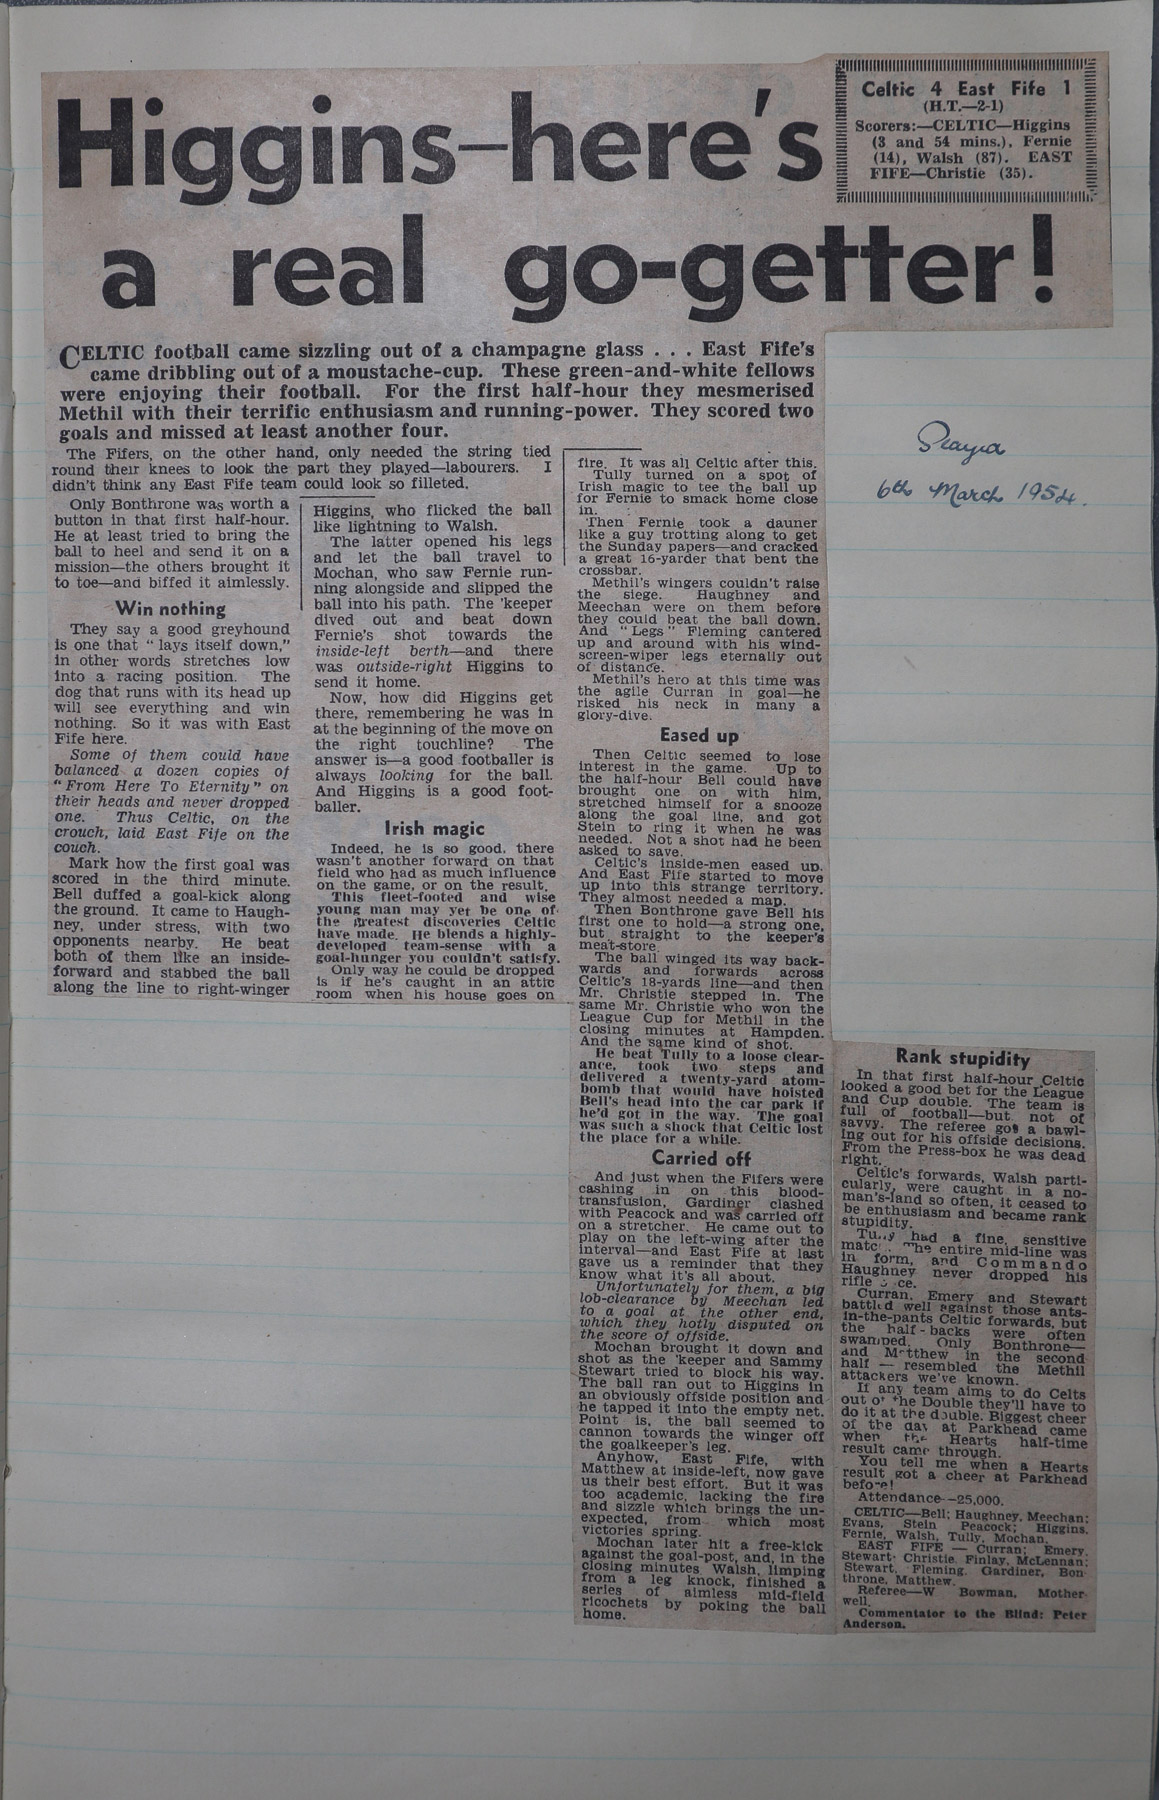 Higgins—here's
a real go-getter!
Celtic 4 East Fife 1
(H.T.—2-1)
Scorers:—CELTIC—Higgins
(3 and 54 mins.), Fernie
(14), Walsh (87). EAST
FIFE—Christie (35).
CELTIC football came sizzling out of a champagne glass . . . East Fife's
came dribbling out of a moustache-cup. These green-and-white fellows
were enjoying their football. For the first half-hour they mesmerised
Methil with their terrific enthusiasm and running-power. They scored two
goals and missed at least another four.
The Fifers, on the other hand, only needed the string tied
round their knees to look the part they played—labourers. I
didn't think any East Fife team could look so filleted.
Only Bonthrone was worth a
button in that first half-hour.
He at least tried to bring the
ball to heel and send it on a
mission—the others brought it
to toe—and biffed it aimlessly.
Win nothing
They say a good greyhound
is one that "lays itself down,"
in other words stretches low
into a racing position. The
dog that runs with its head up
will see everything and win
nothing. So it was with East
Fife here.
Some of them could have
balanced a dozen copies of
"From Here To Eternity" on
their heads and never dropped
one. Thus Celtic, on the
crouch, laid East Fife on the
couch.
Mark how the first goal was
scored in the third minute.
Bell duffed a goal-kick along
the ground. It came to Haugh-
ney, under stress, with two
opponents nearby. He beat
both of them like an inside-
forward and stabbed the ball
along the line to right-winger
Higgins, who flicked the ball
like lightning to Walsh.
The latter opened his legs
and let the ball travel to
Mochan, who saw Fernie run-
ning alongside and slipped the
ball into his path. The 'keeper
dived out and beat down
Fernie's shot towards the
inside-left berth—and there
was outside-right Higgins to
send it home.
Now, how did Higgins get
there, remembering he was in
at the beginning of the move on
the right touchline? The
answer is—a good footballer is
always looking for the ball.
And Higgins is a good foot-
baller.
Irish magic
Indeed, he is so good, there
wasn't another forward on that
field who had as much influence
on the game, or on the result.
This fleet-footed and wise
young man may yet be one of
the greatest discoveries Celtic
have made. He blends a highly-
developed team-sense with a
goal-hunger you couldn't satisfy.
Only way he could be dropped
is if he's caught in an attic
room when his house goes on
fire. It was all Celtic after this.
Tully turned on a spot of
Irish magic to tee the ball up
for Fernie to smack home close
in.
Then Fernie took a dauner
like a guy trotting along to get
the Sunday papers—and cracked
a great 16-yarder that bent the
crossbar.
Methil's wingers couldn't raise
the siege. Haughney and
Meechan were on them before
they could beat the ball down.
And "Legs" Fleming cantered
up and around with his wind-
screen-wiper legs eternally out
of distance.
Methil's hero at this time was
the agile Curran in goal—he
risked his neck in many a
glory-dive.
Eased up
Then Celtic seemed to lose
interest in the game. Up to
the half-hour Bell could have
brought one on with him,
stretched himself for a snooze
along the goal line, and got
Stein to ring it when he was
needed. Not a shot had he been
asked to save.
Celtic's inside-men eased up.
And East Fife started to move
up into this strange territory.
They almost needed a map.
Then Bonthrone gave Bell his
first one to hold—a strong one,
but straight to the keeper's
meat-store.
The ball winged its way back-
wards and forwards across
Celtic's 18-yards line—and then
Mr. Christie stepped in. The
same Mr. Christie who won the
League Cup for Methil in the
closing minutes at Hampden.
And the same kind of shot.
He beat Tully to a loose clear-
ance, took two steps and
delivered a twenty-yard atom-
bomb that would have hoisted
Bell's head into the car park if
he'd got in the way. The goal
was such a shock that Celtic lost
the place for a while.
Carried off
And just when the Fifers were
cashing in on this blood-
transfusion, Gardiner clashed
with Peacock and was carried off
on a stretcher. He came out to
play on the left-wing after the
interval—and East Fife at last
gave us a reminder that they
know what it's all about.
Unfortunately for them, a big
lob-clearance by Meechan led
to a goal at the other end,
which they hotly disputed on
the score of offside.
Mochan brought it down and
shot as the 'keeper and Sammy
Stewart tried to block his way.
The ball ran out to Higgins in
an obviously offside position and
he tapped it into the empty net.
Point is, the ball seemed to
cannon towards the winger off
the goalkeeper's leg.
Anyhow, East Fife, with
Matthew at inside-left, now gave
us their best effort. But it was
too academic, lacking the fire
and sizzle which brings the un-
expected, from which most
victories spring.
Mochan later hit a free-kick
against the goal-post, and, in the
closing minutes Walsh, limping
from a leg knock, finished a
series of aimless mid-field
ricochets by poking the ball
home.
6th March 1954.
Rank stupidity
In that first half-hour Celtic
looked a good bet for the League
and Cup double. The team is
full of football—but not of
savvy. The referee got a bawl-
ing out for his offside decisions.
From the Press-box he was dead
right.
Celtic's forwards, Walsh parti-
cularly, were caught in a no-
man's-land so often, it ceased to
be enthusiasm and became rank
stupidity.
Tully had a fine, sensitive
The entire mid-line was
in form, and Commando
Haughney never dropped his
rifle
Curran, Emery and Stewart
battled well against those ants-
in-the-pants Celtic forwards, but
the half-backs were often
swamped. Only Bonthrone—
and Matthew in the second
half — resembled the Methil
attackers we've known.
If any team aims to do Celts
out of the Double they'll have to
do it at the double. Biggest cheer
of the day at Parkhead came
when the Hearts half-time
result came through.
You tell me when a Hearts
result got a cheer at Parkhead
before!
Attendance—25,000.
CELTIC—Bell; Haughney, Meechan;
Evans, Stein Peacock; Higgins,
Fernie, Walsh, Tully, Mochan.
EAST FIFE — Curran; Emery,
Stewart; Christie, Finlay, McLennan;
Stewart, Fleming, Gardiner, Bon-
throne, Matthew.
Referee—W Bowman, Mother-
well.
Commentator to the Blind: Peter
Anderson.